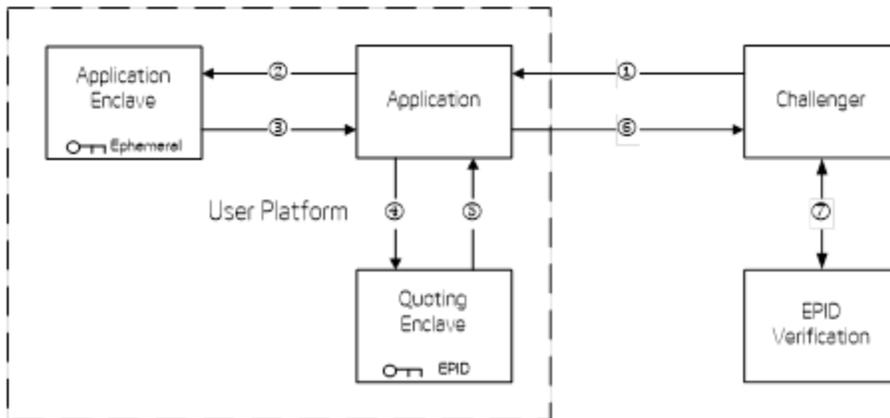 Application
Enclave
Ephemeral
②
③
Application
①
⑥
Challenger
User Platform
④
⑤
⑦
Quoting
Enclave
EPID
EPID
Verification